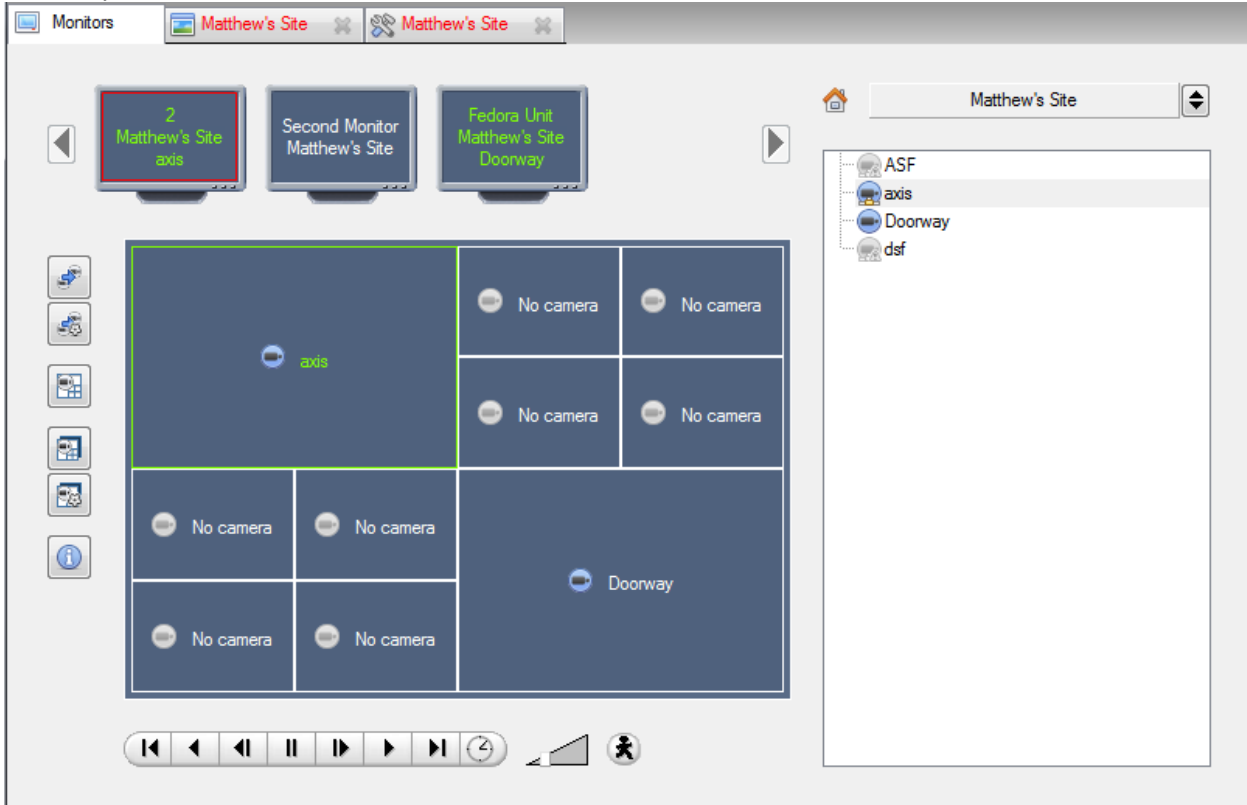 Monitors
Matthew's Site
Matthew's Site
2
Matthew's Site
axis
Second Monitor
Matthew's Site
Fedora Unit
Matthew's Site
Doorway
Matthew's Site
ASF
axis
Doorway
dsf
axis
No camera
No camera
No camera
No camera
No camera
No camera
No camera
No camera
Doorway